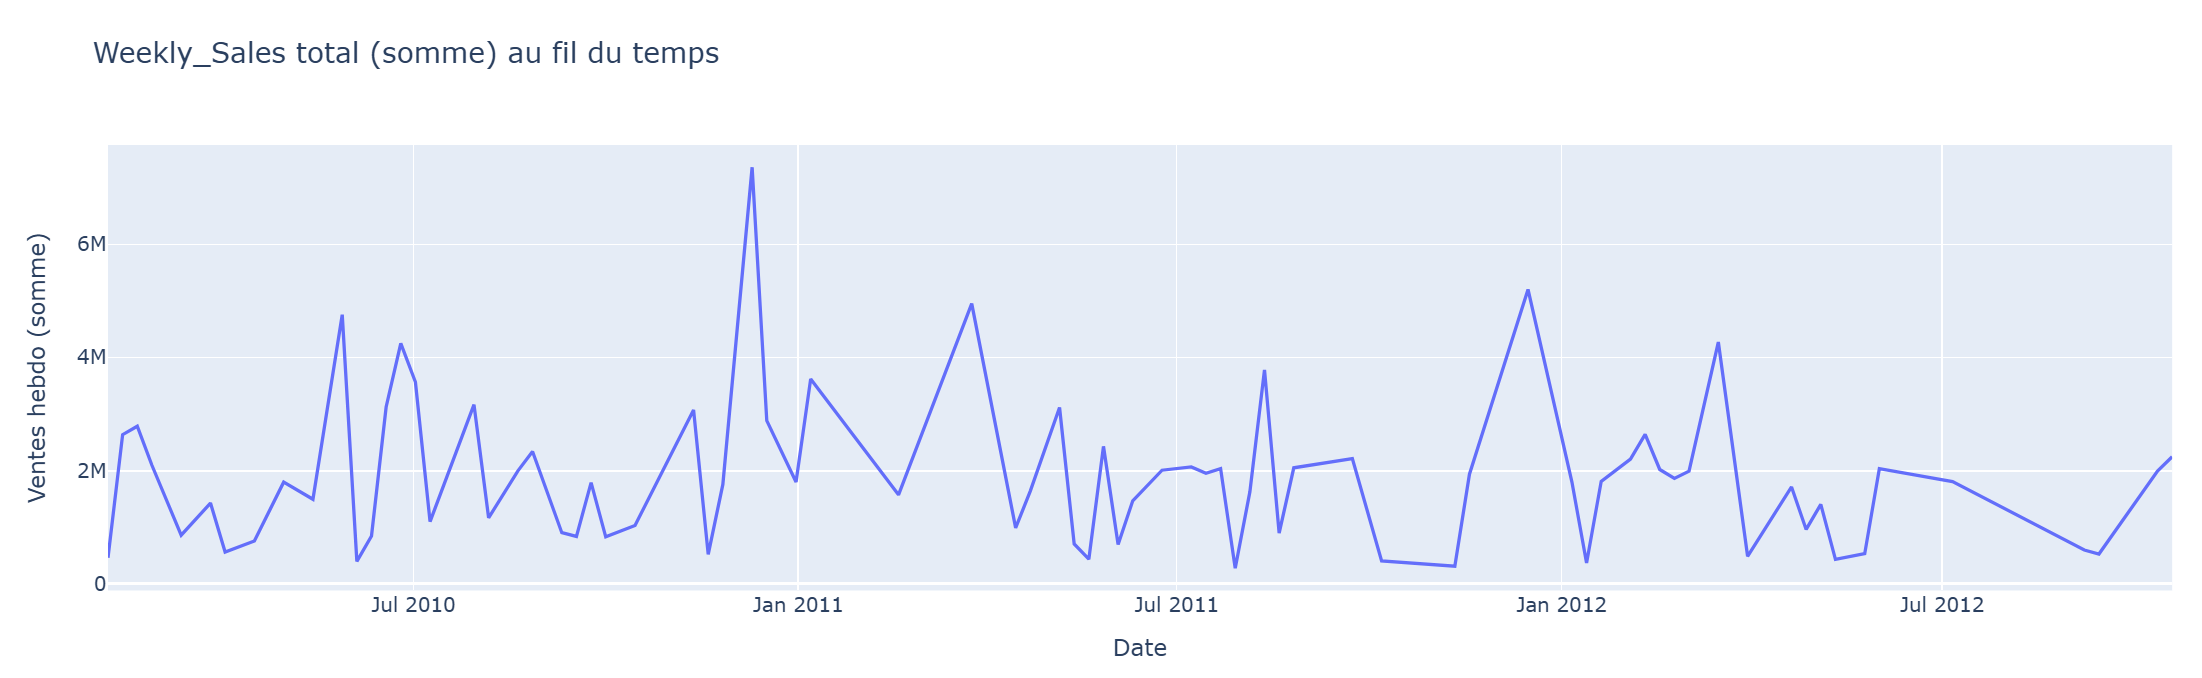 Weekly_Sales total (somme) au fil du temps
Ventes hebdo (somme)
6M
4M
2M
0
Jul 2010
Jan 2011
Jul 2011
Jan 2012
Jul 2012
Date